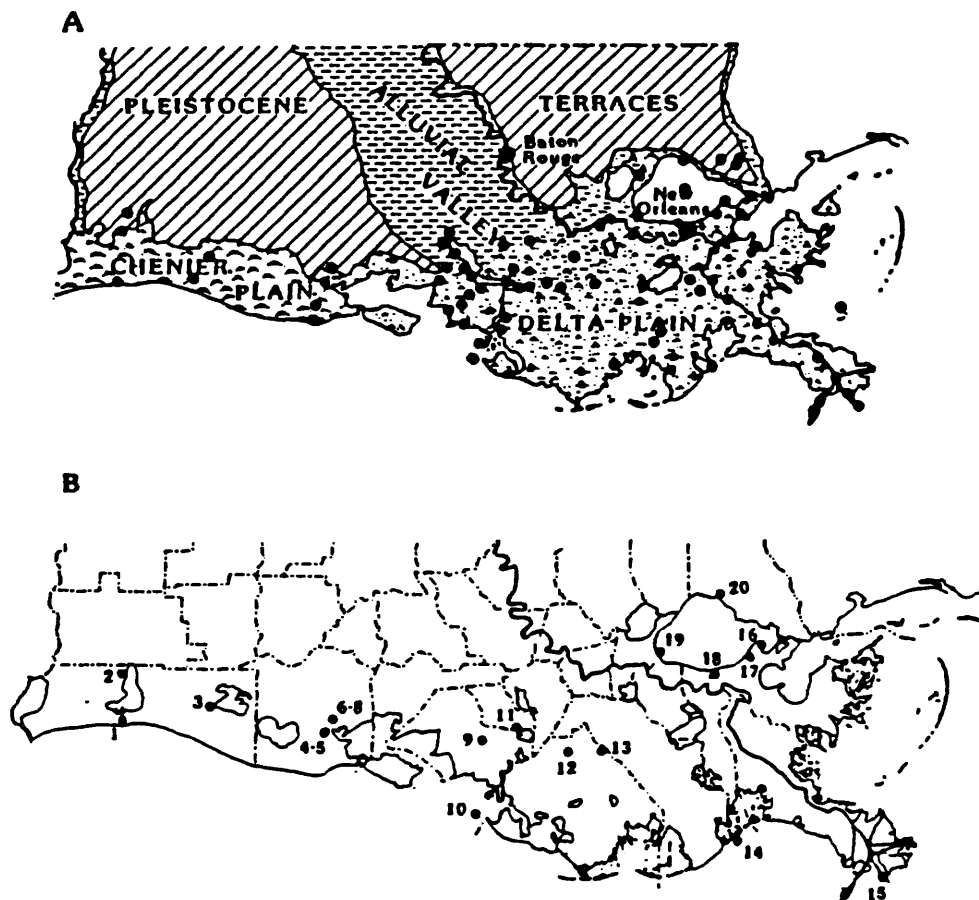 A
PLEISTOCENE
ALLUVIAL
VALLEY
TERRACES
Baton
Rouge
New
Orleans
CHENIER
PLAIN
DELTA-PLAIN
B
20
19
16
18
17
2
3
6-8
1
4-5
11
9
12
13
10
14
15